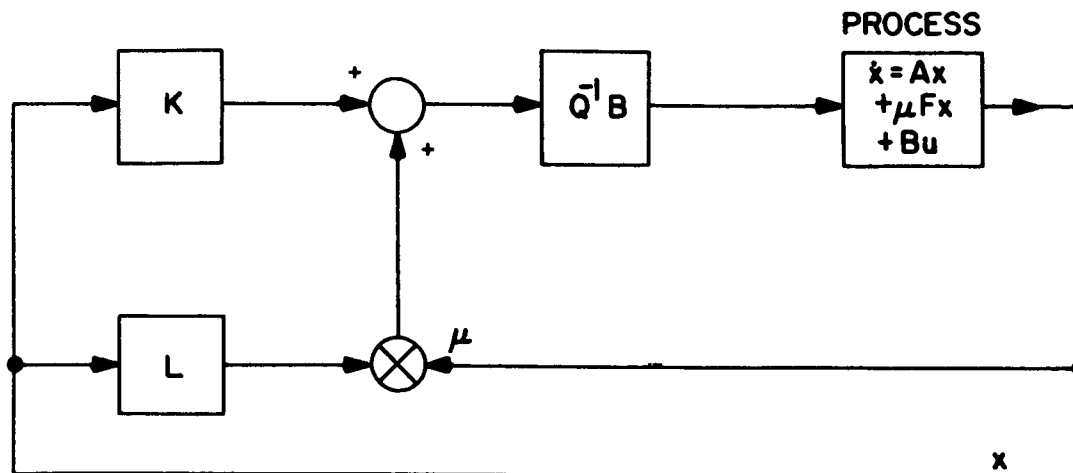 PROCESS
K
+
+
Q⁻¹B
ẋ = Ax
+μFx
+Bu
L
μ
x